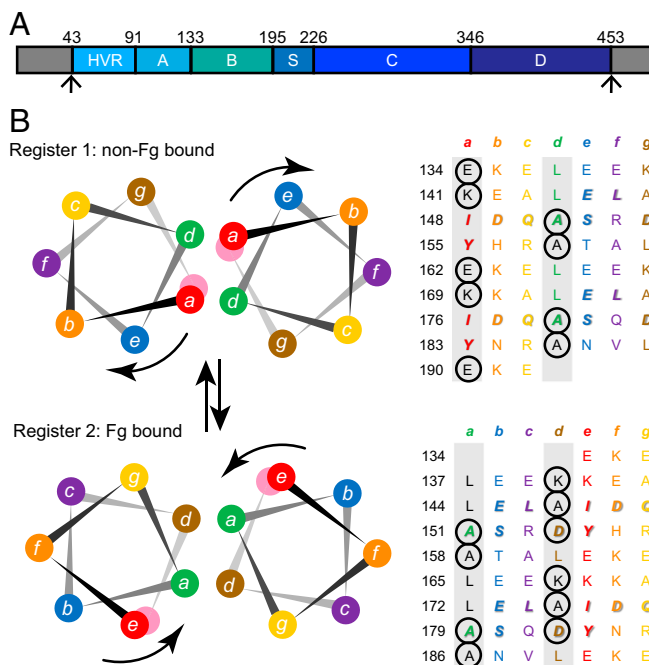 A
43 91 133 195 226 346 453
HVR A B S C D
B
Register 1: non-Fg bound
g c d f a b e
e b a f d c g
a b c d e f g
134 E K E L E E K
141 K E A L E L A
148 I D Q A S R D
155 Y H R A T A L
162 E K E L E E K
169 K K A L E L A
176 I D Q A S Q D
183 Y N R A N V L
190 E K E
Register 2: Fg bound
g c d f a b e
e b a f d g c
a b c d e f g
134 E K E
137 L E E K K E A
144 L E L A I D Q
151 A S R D Y H R
158 A T A L E K E
165 L E E K K K A
172 L E L A I D Q
179 A S Q D Y N R
186 A N V L E K E